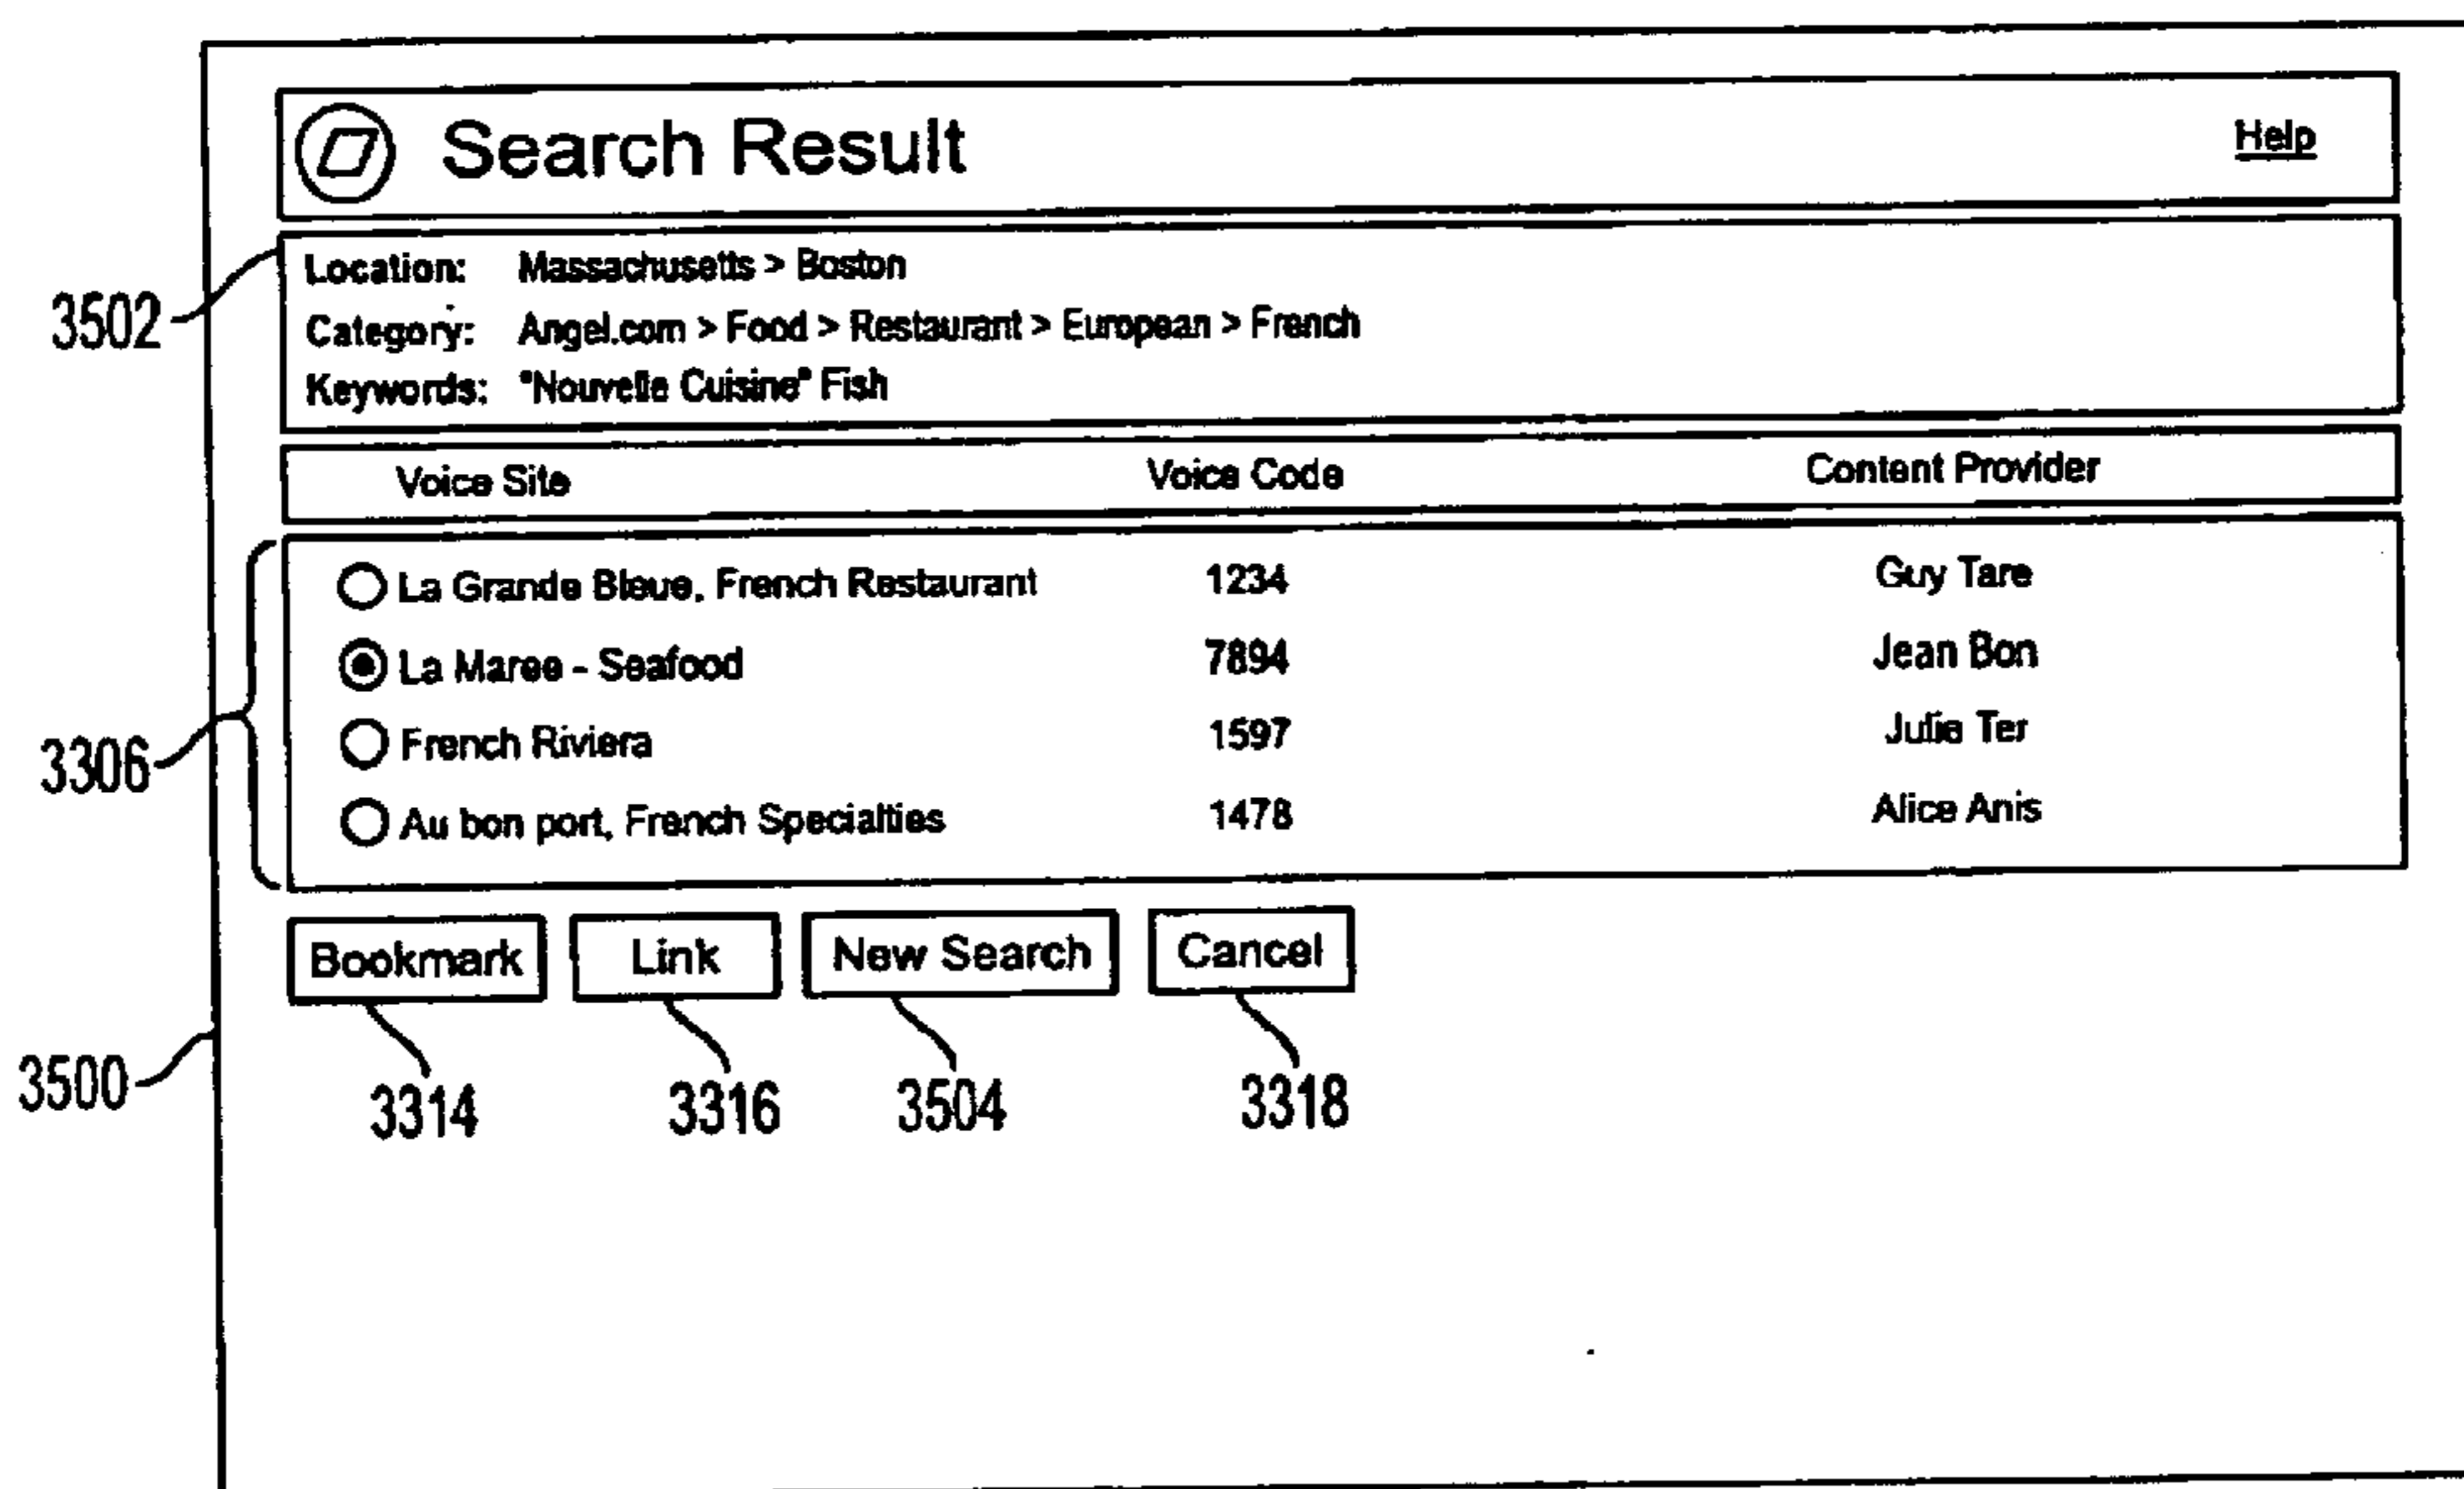 Search Result Help
3502
Location: Massachusetts > Boston
Category: Angel.com > Food > Restaurant > European > French
Keywords: "Nouvelle Cuisine" Fish
Voice Site Voice Code Content Provider
3306
La Grande Bleue, French Restaurant 1234 Guy Tare
La Maree - Seafood 7894 Jean Bon
French Riviera 1597 Julie Ter
Au bon port, French Specialties 1478 Alice Anis
Bookmark Link New Search Cancel
3500
3314 3316 3504 3318